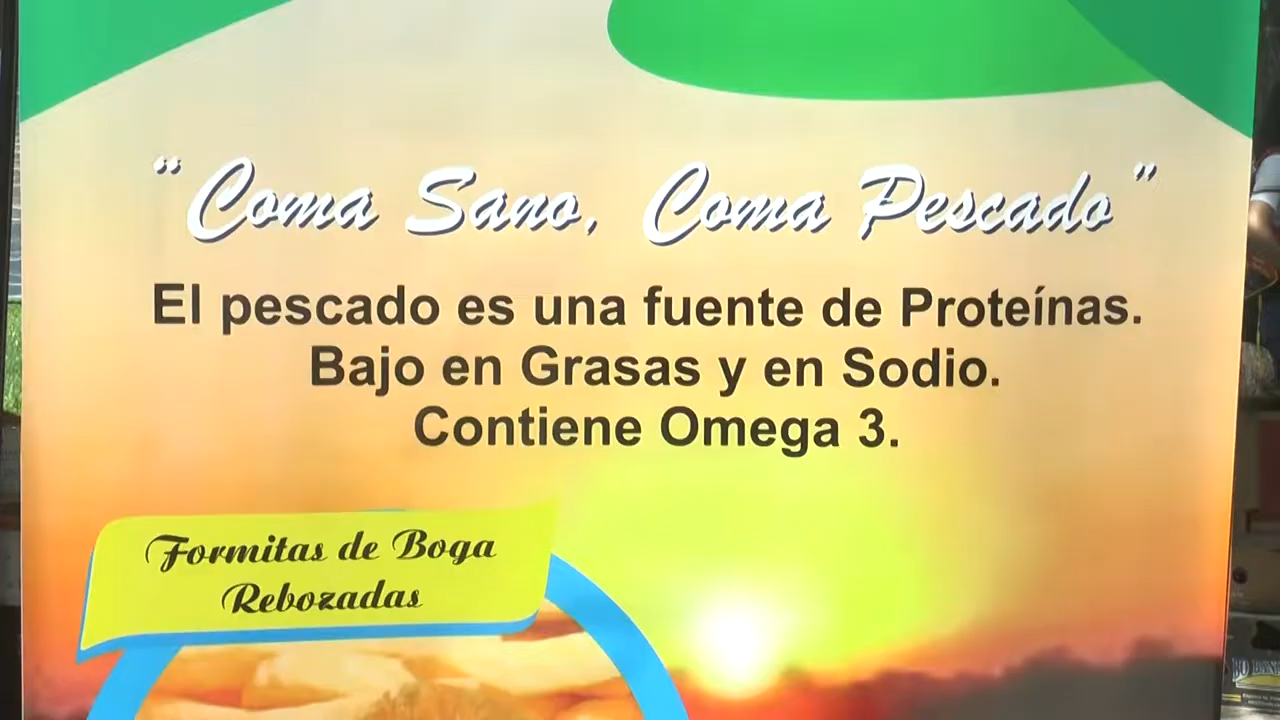 “Coma Sano, Coma Pescado”
El pescado es una fuente de Proteínas.
Bajo en Grasas y en Sodio.
Contiene Omega 3.
Formitas de Boga
Rebozadas